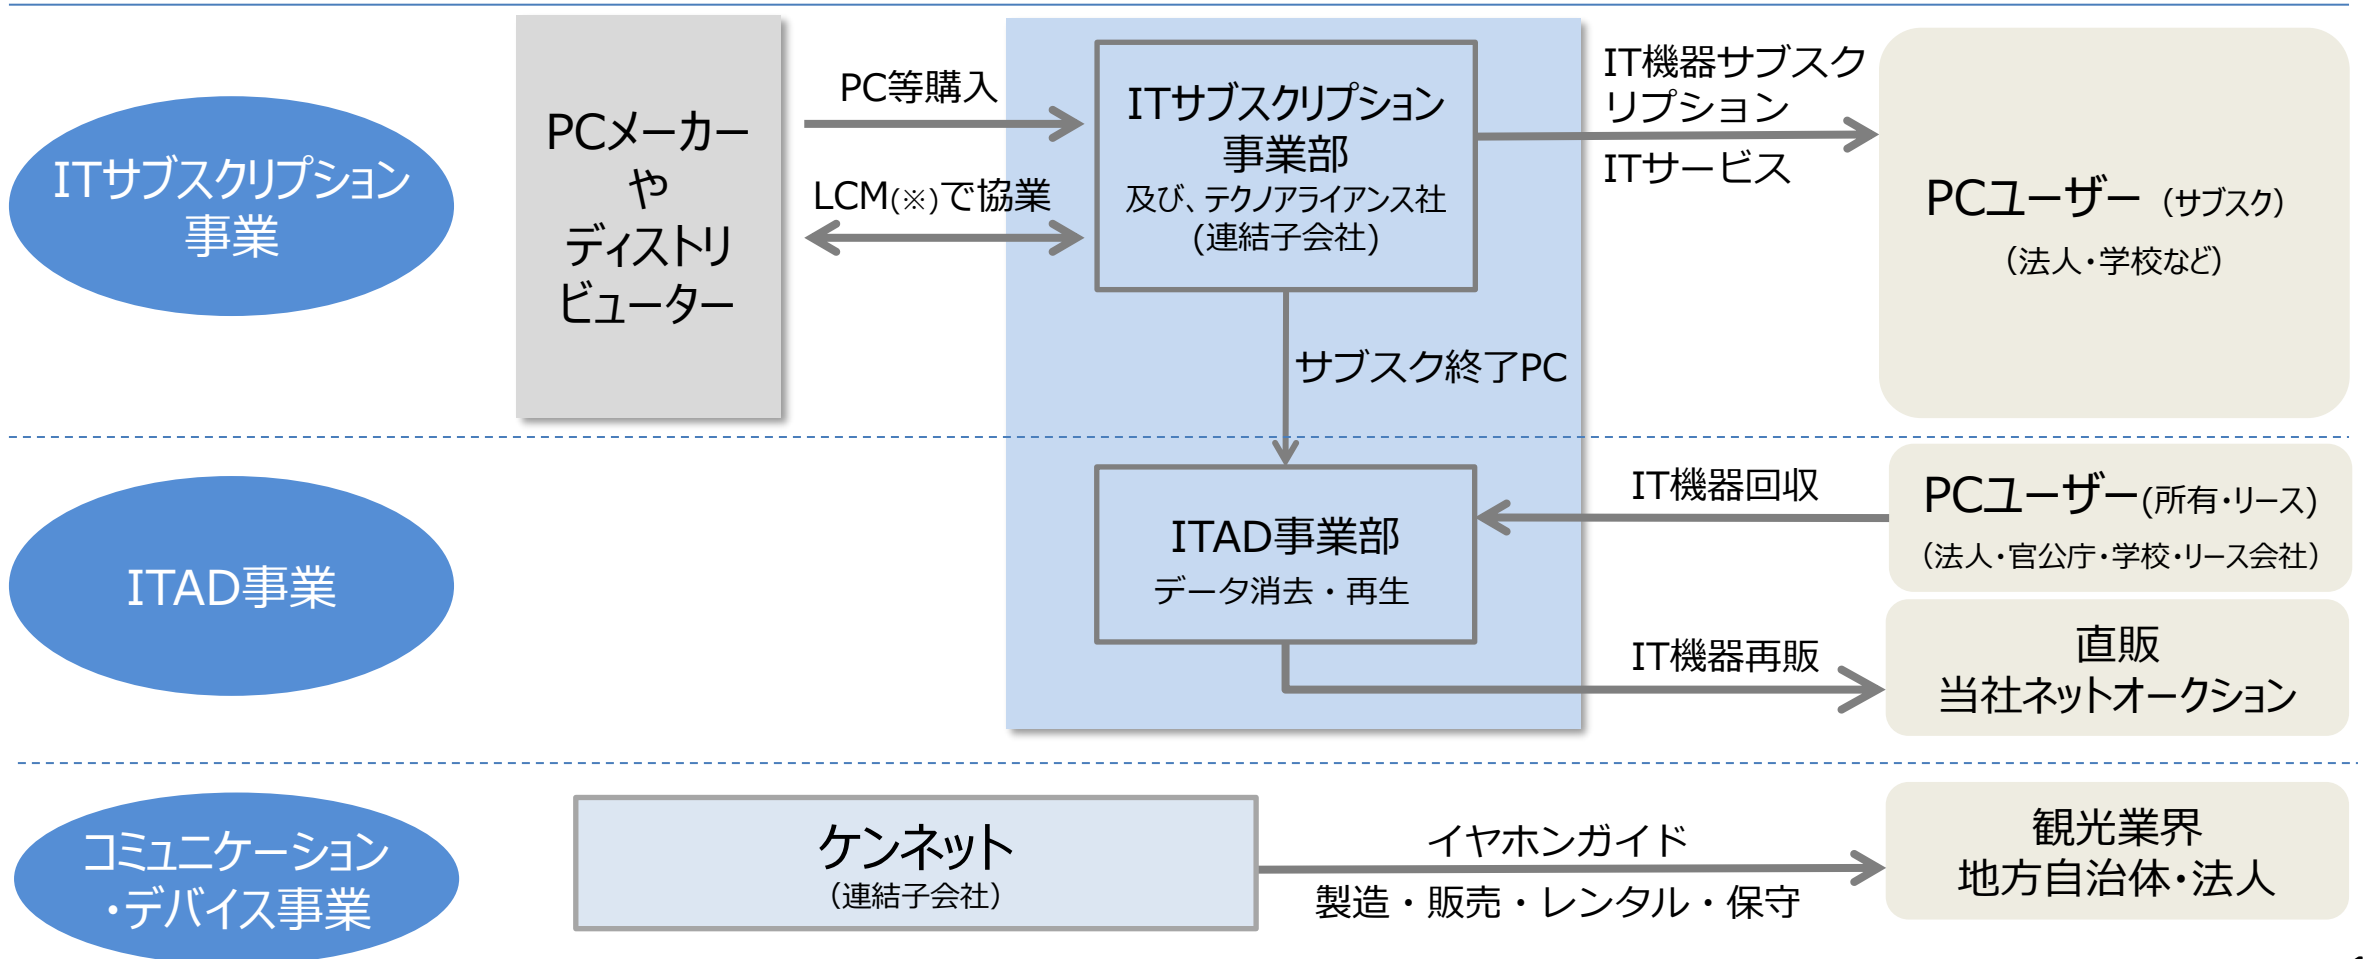 ITサブスクリプション
事業
PCメーカー
や
ディストリ
ビューター
PC等購入
LCM(※)で協業
ITサブスクリプション
事業部
及び、テクノアライアンス社
(連結子会社)
IT機器サブスク
リプション
ITサービス
PCユーザー（サブスク）
（法人・学校など）
サブスク終了PC
ITAD事業
ITAD事業部
データ消去・再生
IT機器回収
PCユーザー(所有・リース)
（法人・官公庁・学校・リース会社）
IT機器再販
直販
当社ネットオークション
コミュニケーション
・デバイス事業
ケンネット
（連結子会社）
イヤホンガイド
製造・販売・レンタル・保守
観光業界
地方自治体・法人